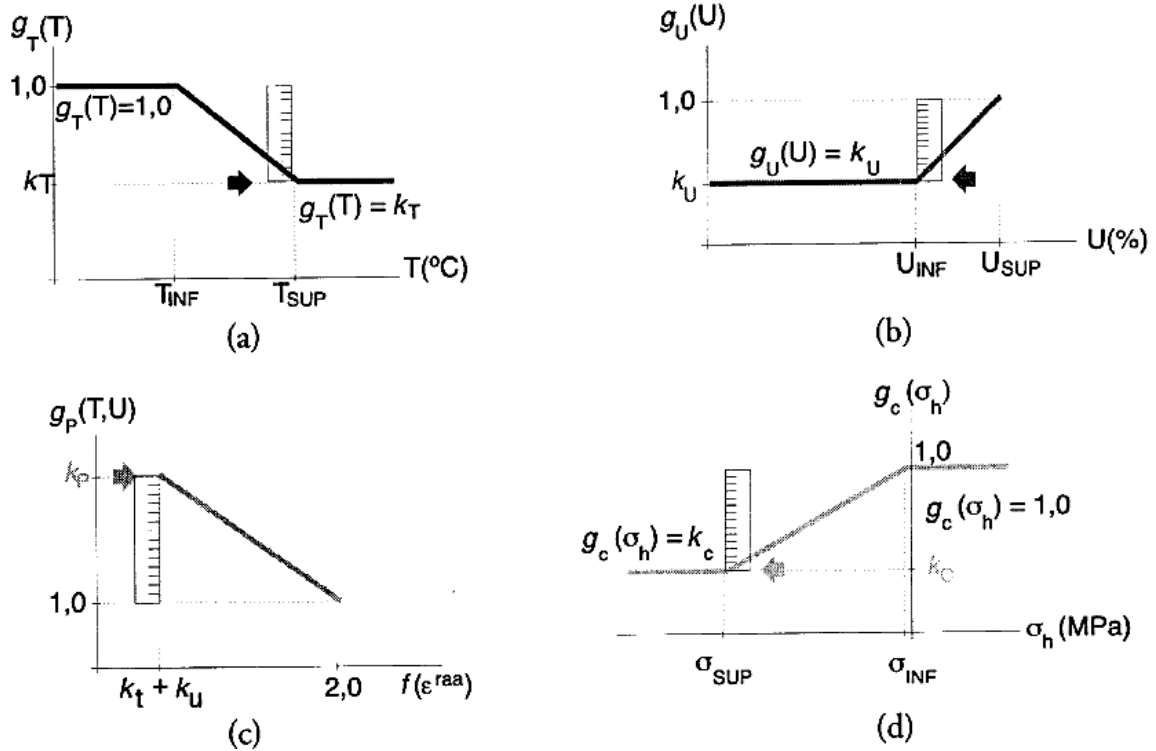 g_T(T)
1,0
g_T(T)=1,0
k_T
g_T(T) = k_T
T_INF
T_SUP
T(ºC)
(a)
g_U(U)
1,0
g_U(U) = k_U
k_U
U_INF
U_SUP
U(%)
(b)
g_P(T,U)
k_P
1,0
k_t + k_u
2,0
f(ε^raa)
(c)
g_c(σ_h)
1,0
g_c(σ_h) = 1,0
g_c(σ_h) = k_c
k_C
σ_h (MPa)
σ_SUP
σ_INF
(d)